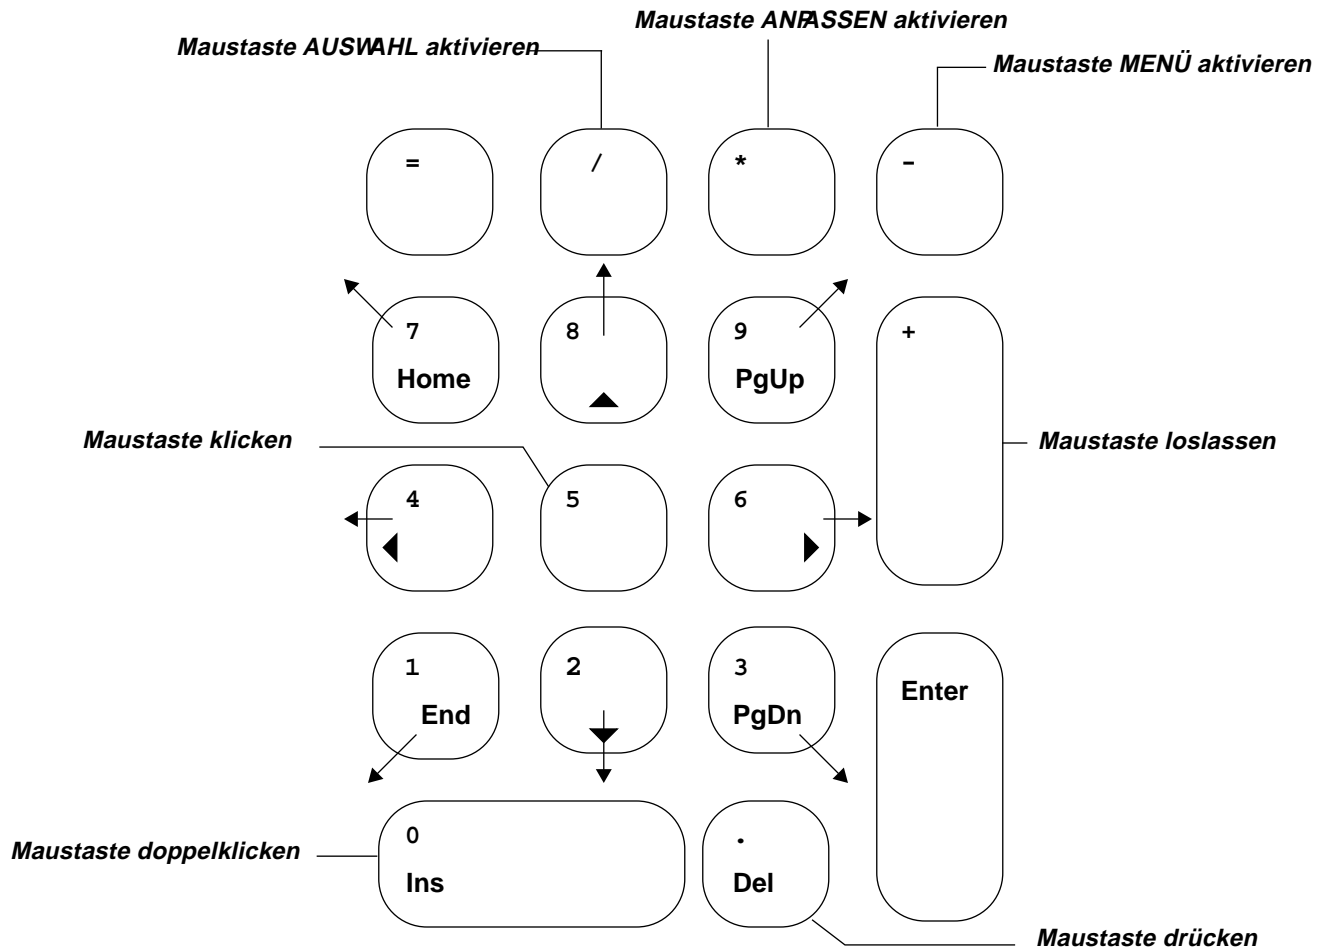 Maustaste ANPASSEN aktivieren
Maustaste AUSWAHL aktivieren
Maustaste MENÜ aktivieren
= / * -
7 8 9 +
Home PgUp
Maustaste klicken
Maustaste loslassen
4 5 6
1 2 3
Enter
End PgDn
0 .
Maustaste doppelklicken
Ins Del
Maustaste drücken